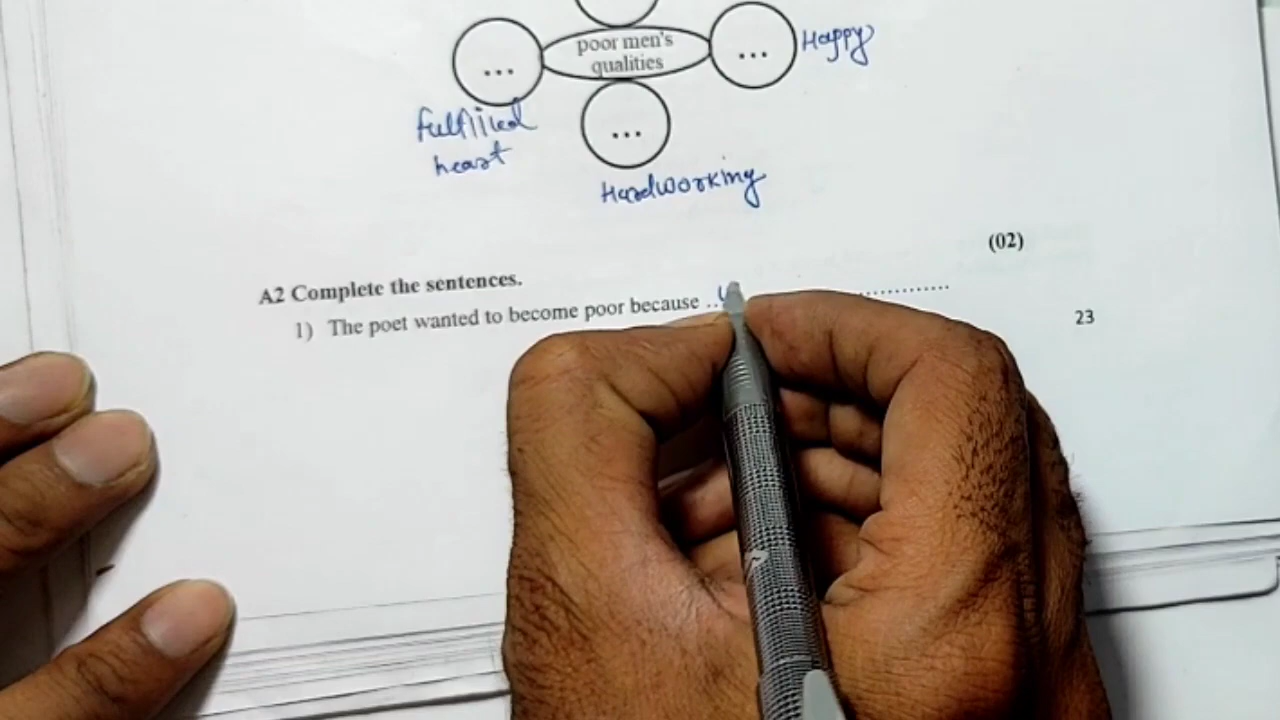 poor men's
qualities
... ... Happy
...
fulfilled
heart
Hardworking
(02)
A2 Complete the sentences.
1) The poet wanted to become poor because ...............
23